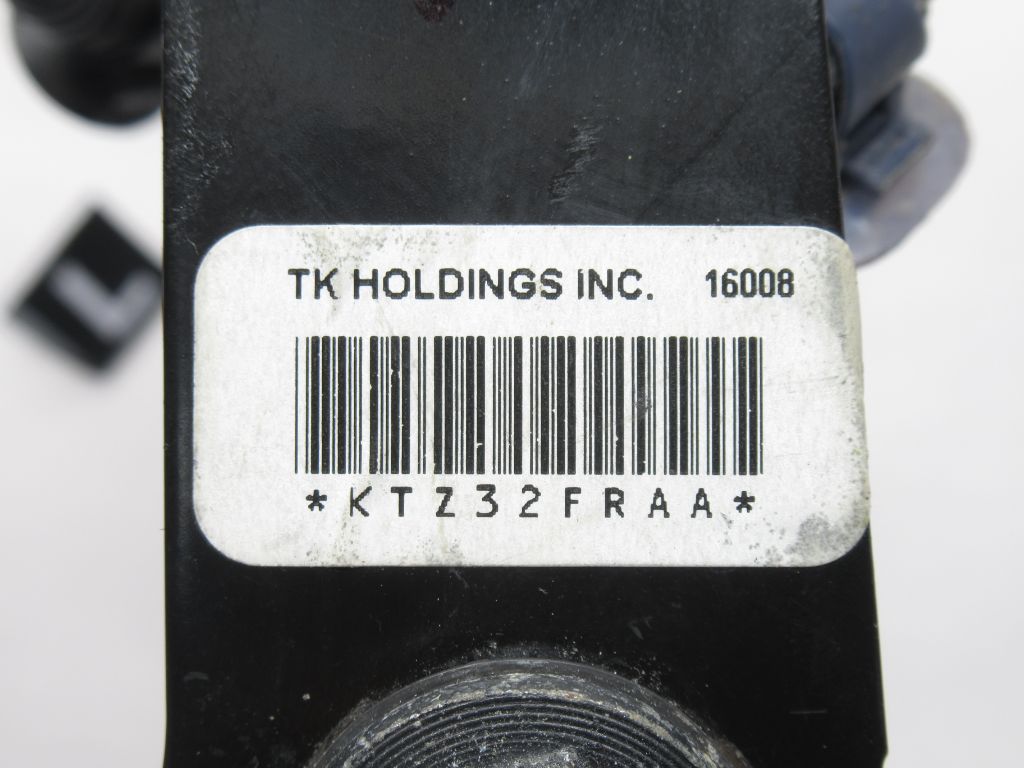 TK HOLDINGS INC. 16008
*KTZ32FRAA*
L